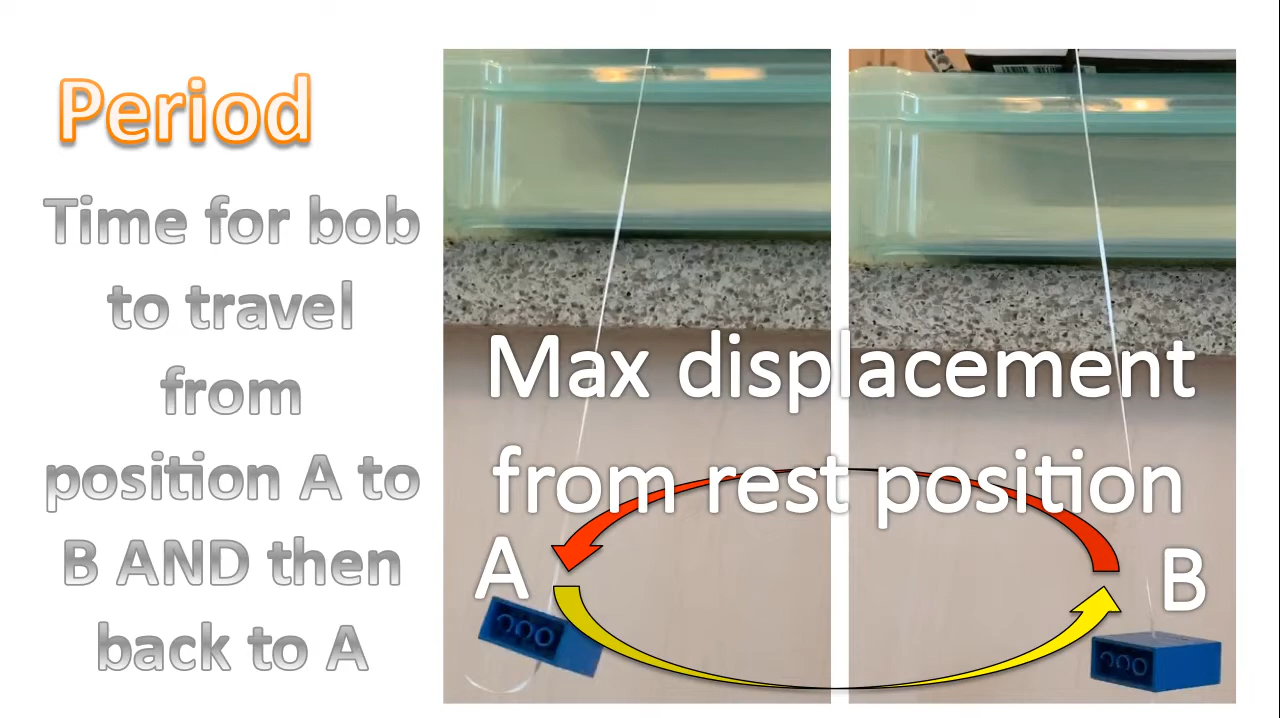 Period
Time for bob
to travel
from
position A to
B AND then
back to A
Max displacement
from rest position
A
B